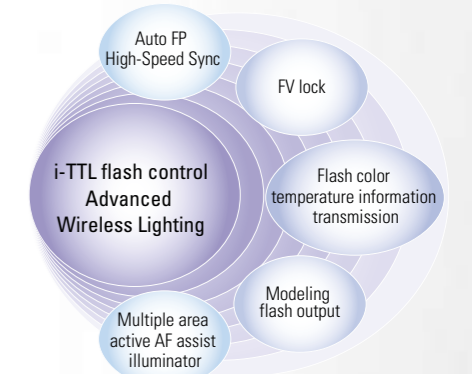 Auto FP
High-Speed Sync
FV lock
i-TTL flash control
Advanced
Wireless Lighting
Flash color
temperature information
transmission
Modeling
flash output
Multiple area
active AF assist
illuminator